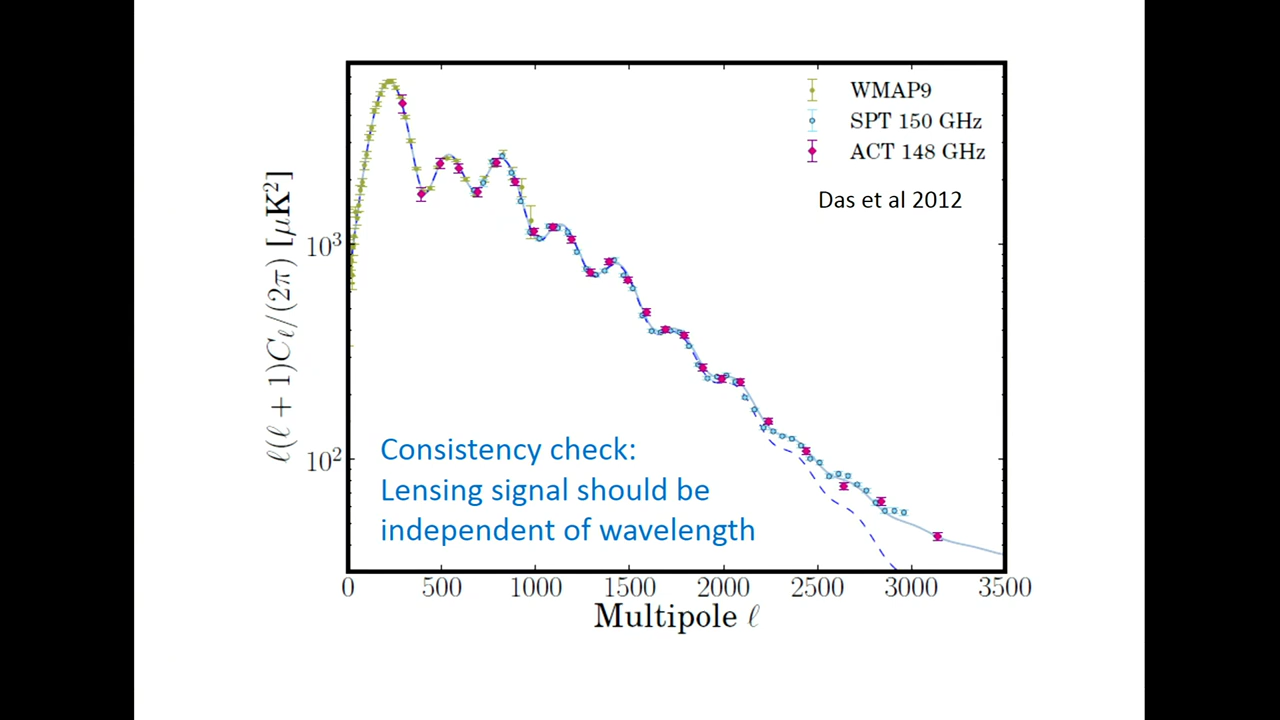 WMAP9
SPT 150 GHz
ACT 148 GHz
Das et al 2012
ℓ(ℓ + 1)Cℓ/(2π) [μK²]
10³
10²
Consistency check:
Lensing signal should be
independent of wavelength
0 500 1000 1500 2000 2500 3000 3500
Multipole ℓ